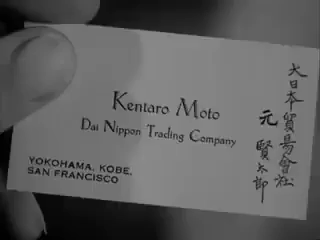 Kentaro Moto
Dai Nippon Trading Company
YOKOHAMA, KOBE,
SAN FRANCISCO
大日本貿易會社
元 賢太郎